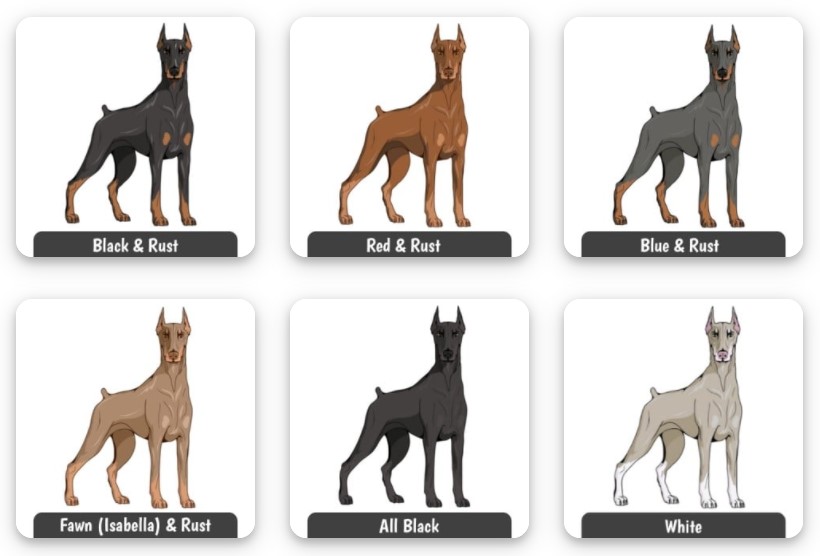 Black & Rust
Red & Rust
Blue & Rust
Fawn (Isabella) & Rust
All Black
White